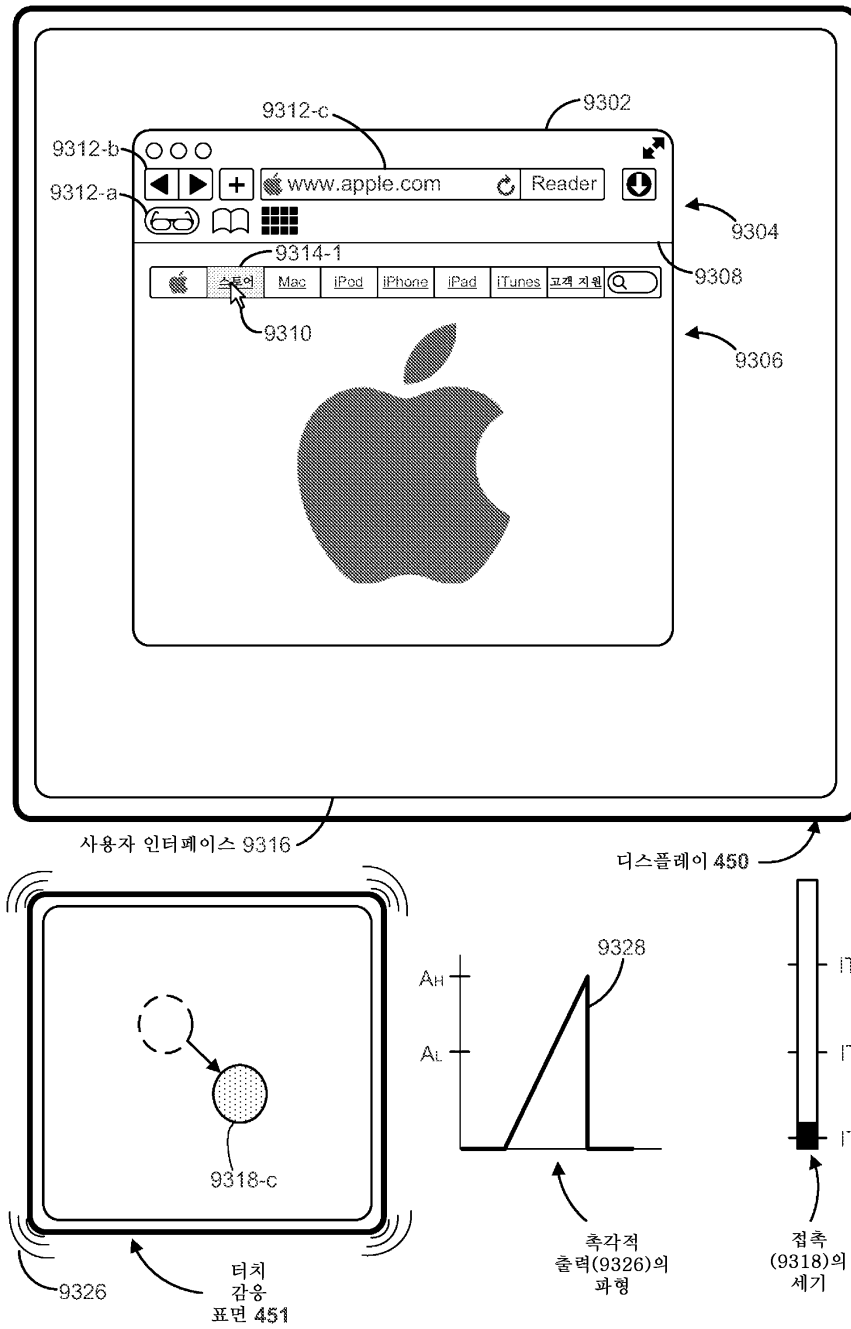 9302
9312-c
9312-b
www.apple.com
Reader
9312-a
9304
9314-1
9308
스토어
Mac
iPod
iPhone
iPad
iTunes
고객 지원
9310
9306
사용자 인터페이스 9316
디스플레이 450
9328
AH
AL
9318-c
9326
터치
감응
표면 451
촉각적
출력(9326)의
파형
접촉
(9318)의
세기